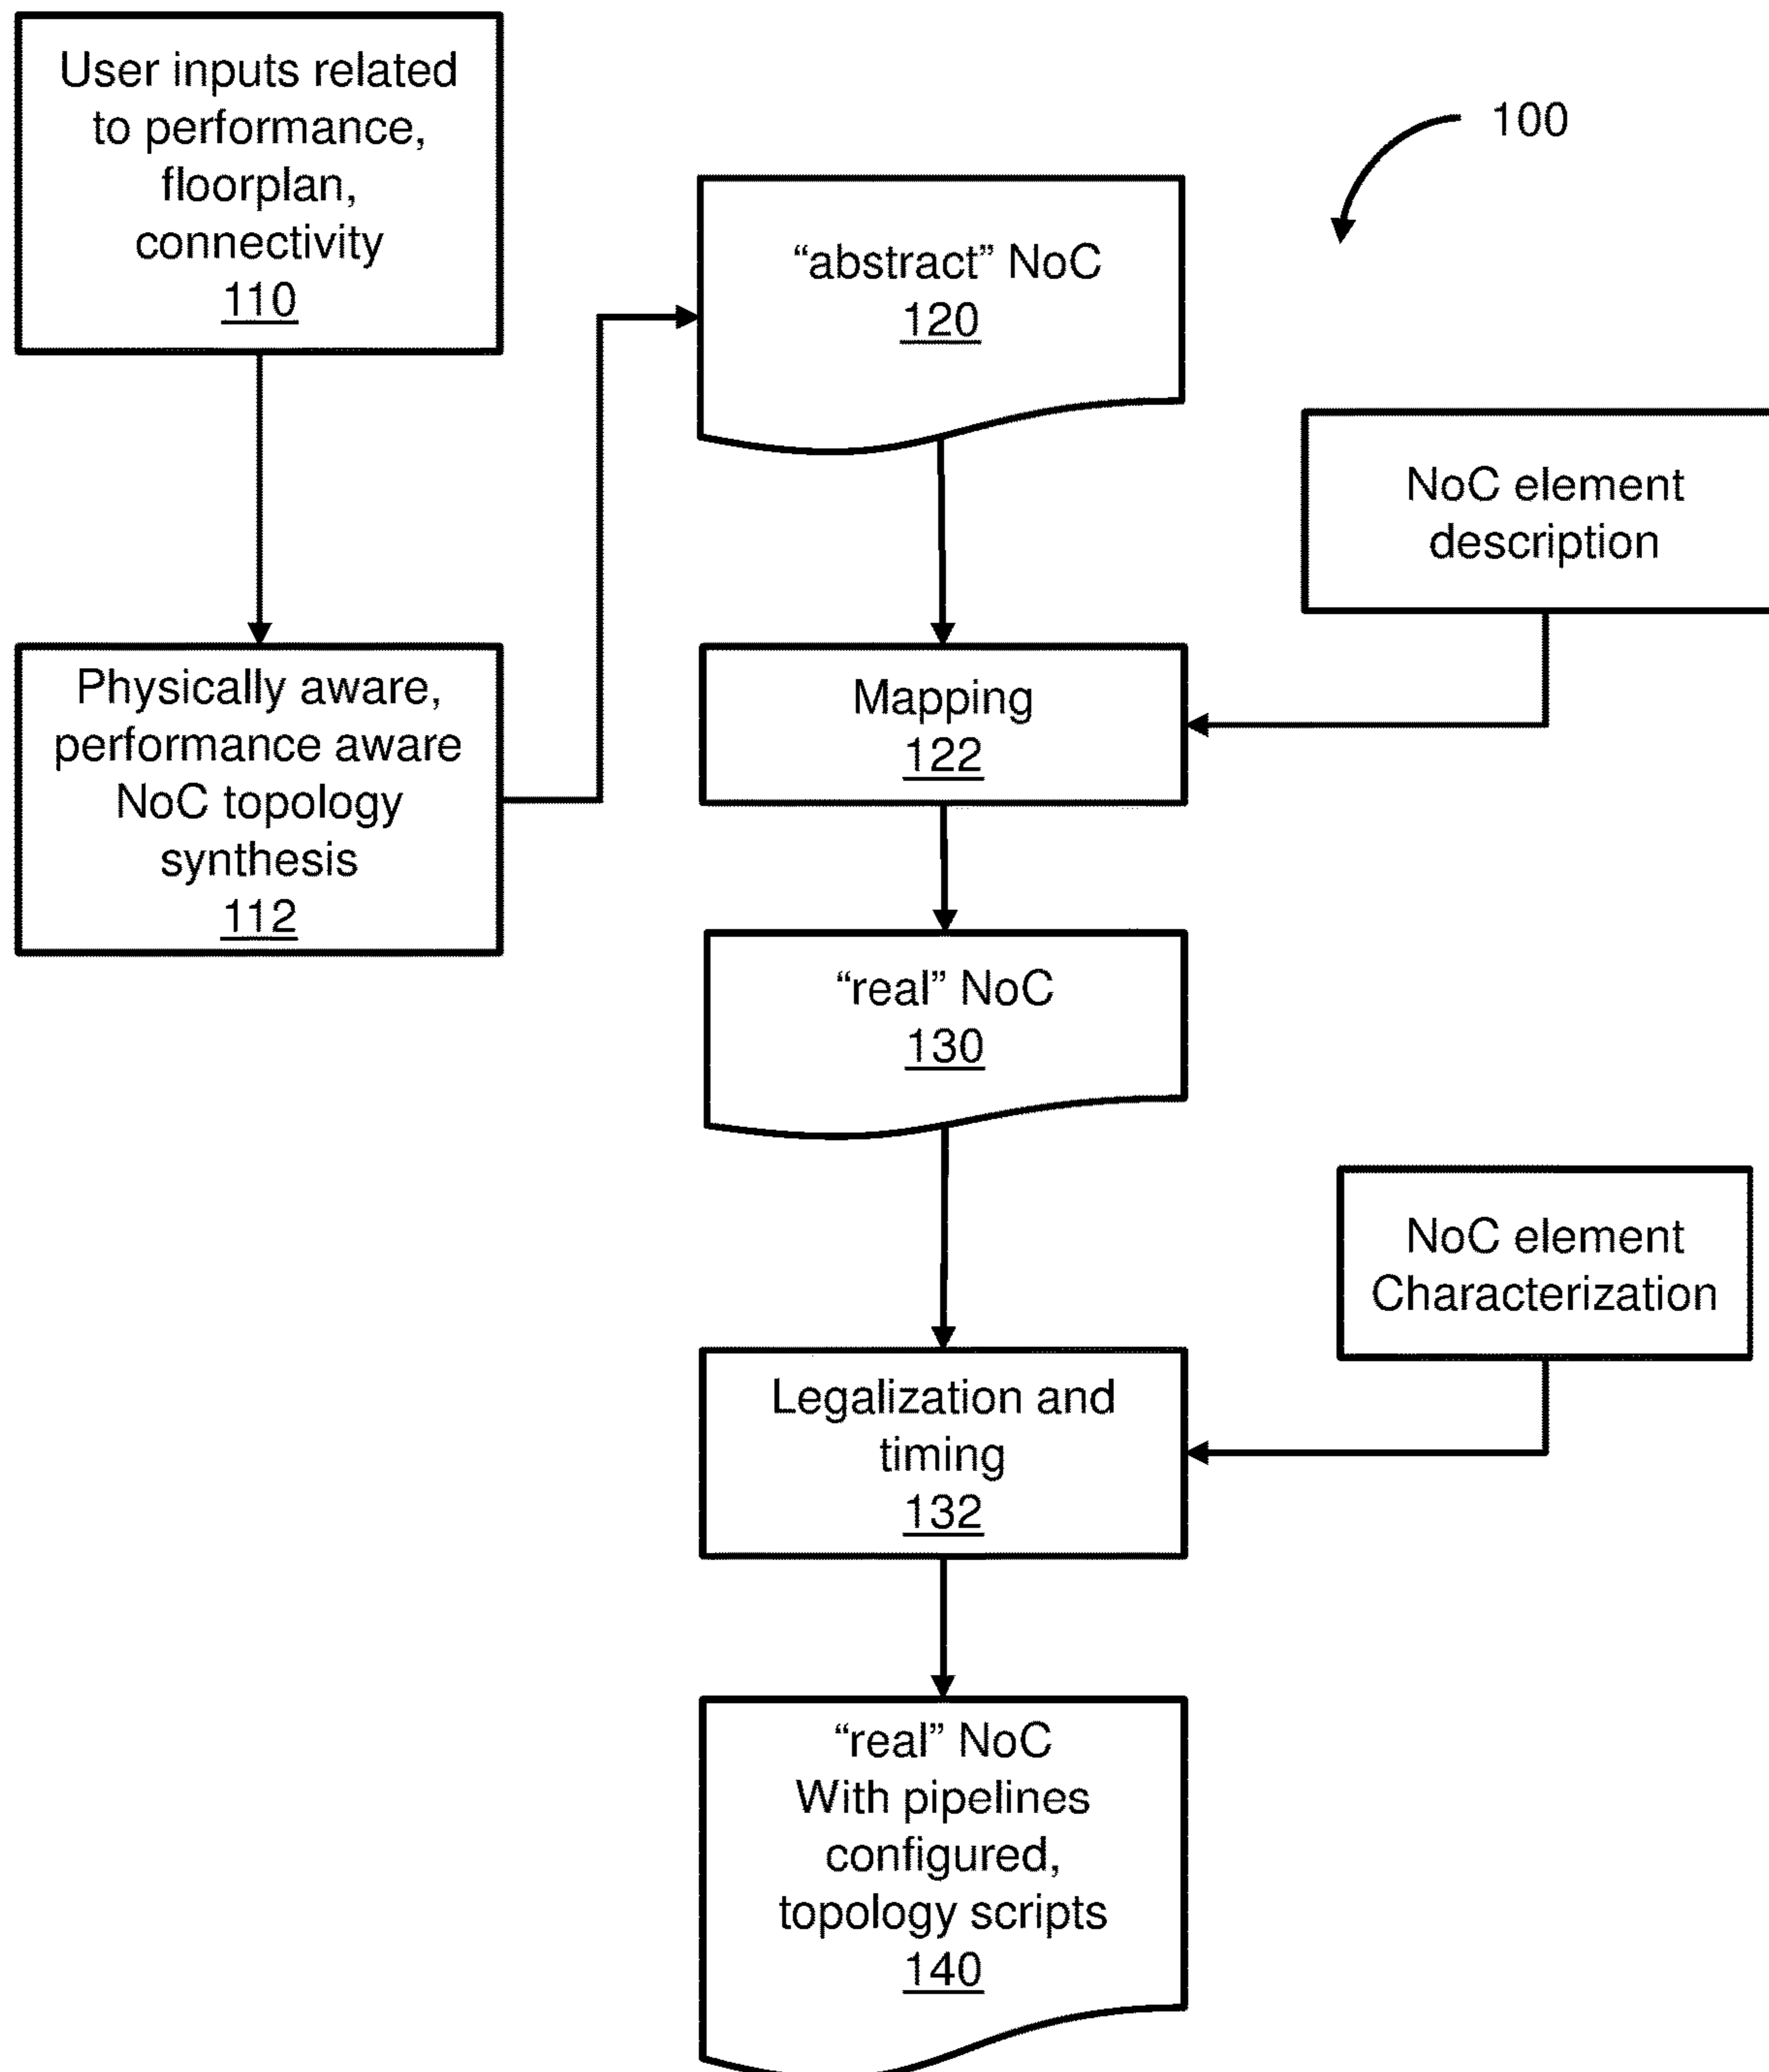 User inputs related
to performance,
floorplan,
connectivity
110
100
“abstract” NoC
120
NoC element
description
Physically aware,
performance aware
NoC topology
synthesis
112
Mapping
122
“real” NoC
130
NoC element
Characterization
Legalization and
timing
132
“real” NoC
With pipelines
configured,
topology scripts
140